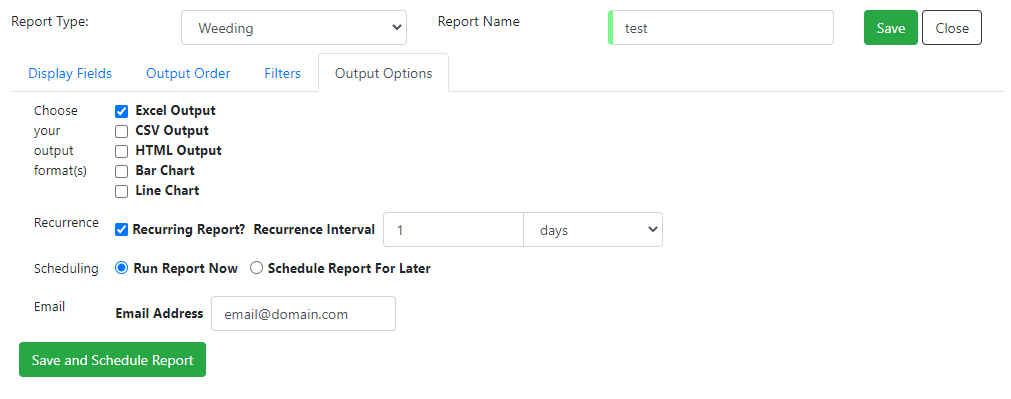 Report Type: Weeding Report Name test Save Close
Display Fields Output Order Filters Output Options
Choose your output format(s)
Excel Output
CSV Output
HTML Output
Bar Chart
Line Chart
Recurrence Recurring Report? Recurrence Interval 1 days
Scheduling Run Report Now Schedule Report For Later
Email Email Address email@domain.com
Save and Schedule Report